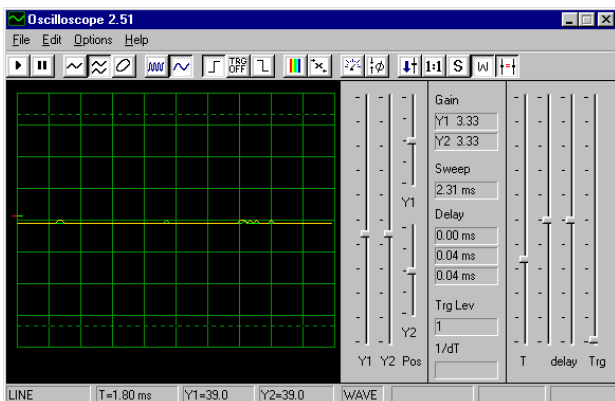 Oscilloscope 2.51
File Edit Options Help
TRG OFF 1:1 S W
Gain
Y1 3.33
Y2 3.33
Sweep
2.31 ms
Delay
0.00 ms
0.04 ms
0.04 ms
Trg Lev
1
1/dT
Y1
Y2
Y1 Y2 Pos
T delay Trg
LINE T=1.80 ms Y1=39.0 Y2=39.0 WAVE